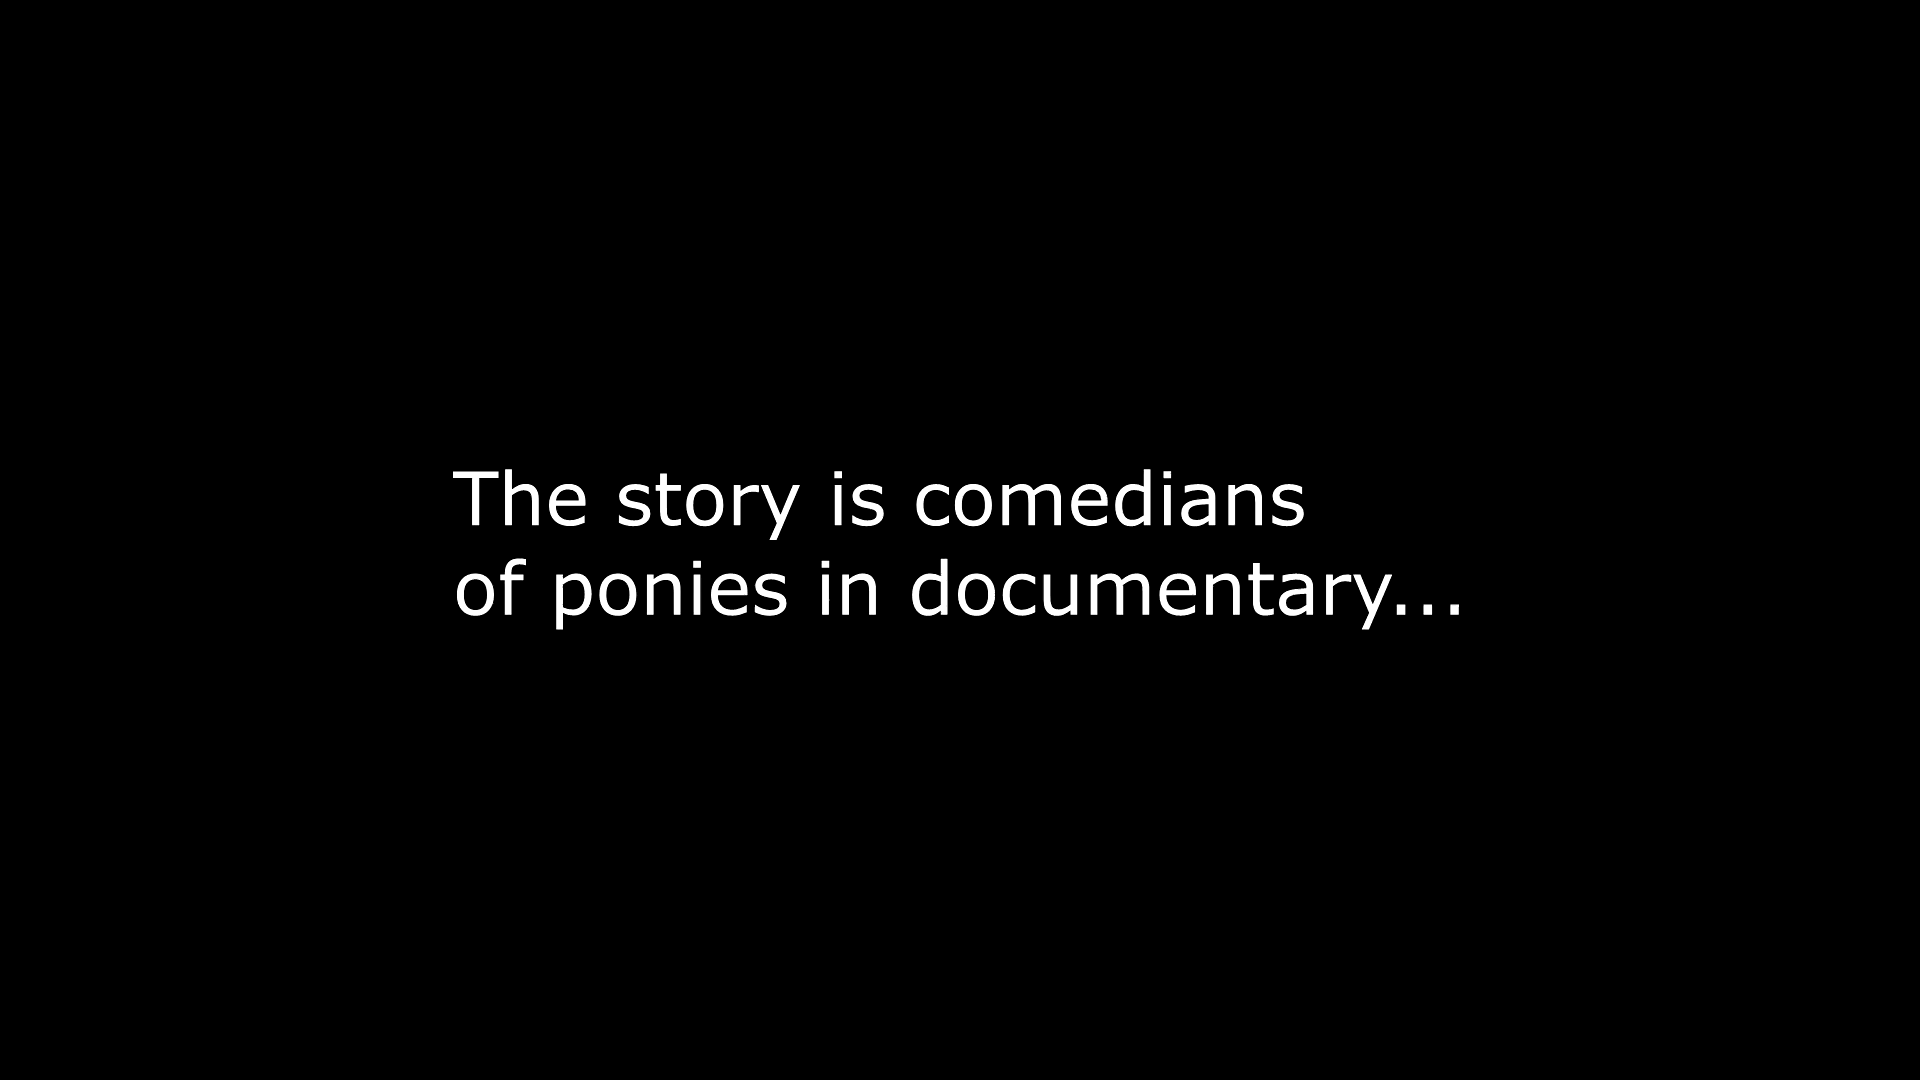 The story is comedians
of ponies in documentary...